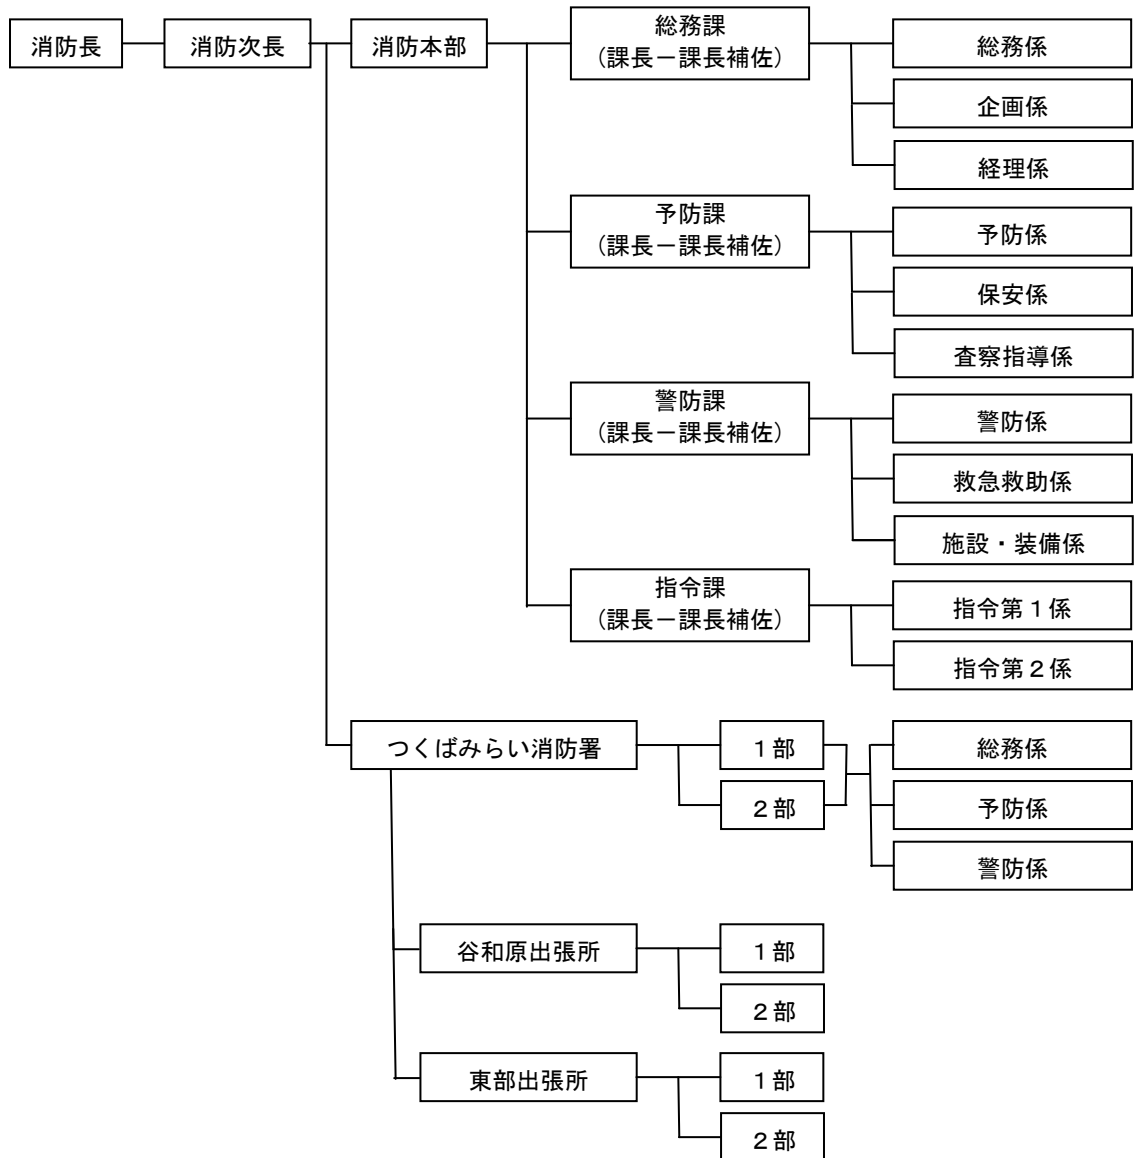 消防長
消防次長
消防本部
総務課
（課長－課長補佐）
総務係
企画係
経理係
予防課
（課長－課長補佐）
予防係
保安係
査察指導係
警防課
（課長－課長補佐）
警防係
救急救助係
施設・装備係
指令課
（課長－課長補佐）
指令第１係
指令第２係
つくばみらい消防署
１部
２部
総務係
予防係
警防係
谷和原出張所
１部
２部
東部出張所
１部
２部